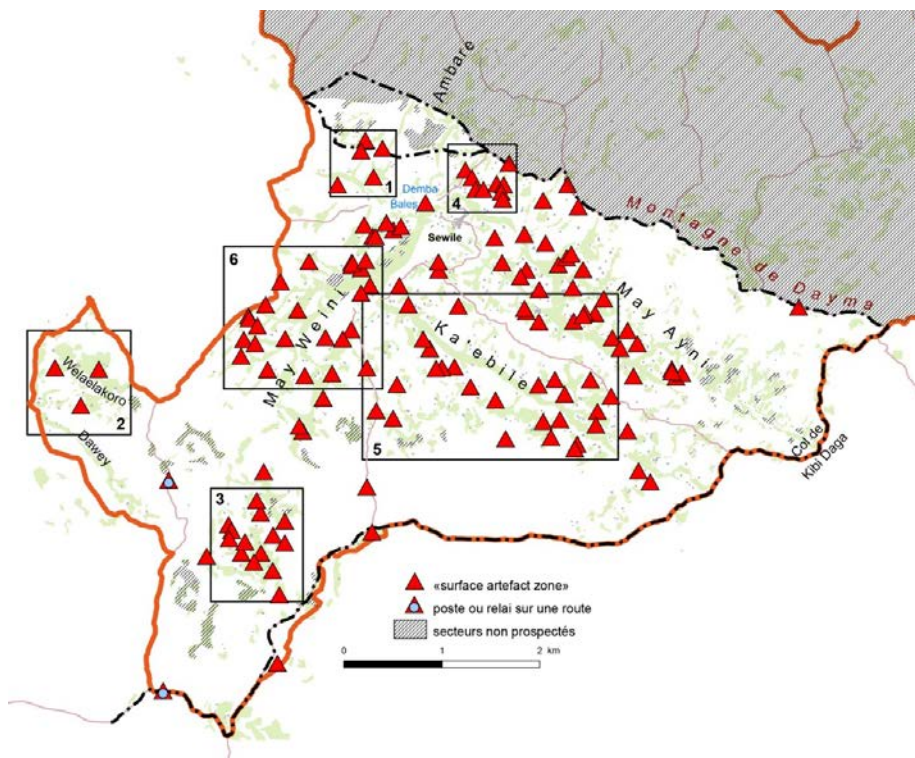 Ambare
1
4
Demba
Bales
Sewile
Montagne de Dayma
6
May Weini
May Ayni
Ka'ebile
Welaelakoro
2
Dawey
5
Col de
Kibi Daga
3
«surface artefact zone»
poste ou relai sur une route
secteurs non prospectés
0 1 2 km